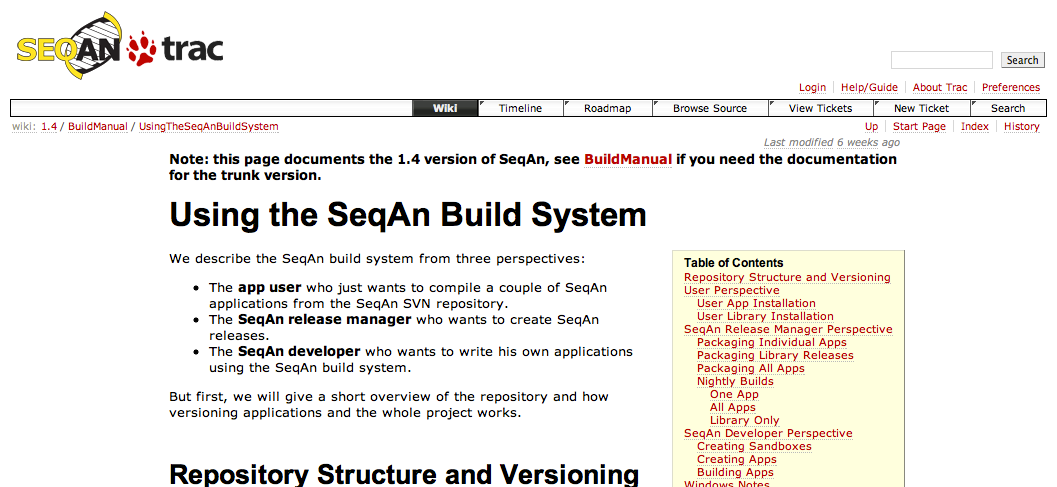 SEQAN trac
Search
Login Help/Guide About Trac Preferences
Wiki Timeline Roadmap Browse Source View Tickets New Ticket Search
wiki: 1.4 / BuildManual / UsingTheSeqAnBuildSystem
Up Start Page Index History
Last modified 6 weeks ago
Note: this page documents the 1.4 version of SeqAn, see BuildManual if you need the documentation
for the trunk version.
Using the SeqAn Build System
We describe the SeqAn build system from three perspectives:
• The app user who just wants to compile a couple of SeqAn
applications from the SeqAn SVN repository.
• The SeqAn release manager who wants to create SeqAn
releases.
• The SeqAn developer who wants to write his own applications
using the SeqAn build system.
But first, we will give a short overview of the repository and how
versioning applications and the whole project works.
Repository Structure and Versioning
Table of Contents
Repository Structure and Versioning
User Perspective
User App Installation
User Library Installation
SeqAn Release Manager Perspective
Packaging Individual Apps
Packaging Library Releases
Packaging All Apps
Nightly Builds
One App
All Apps
Library Only
SeqAn Developer Perspective
Creating Sandboxes
Creating Apps
Building Apps
Windows Notes